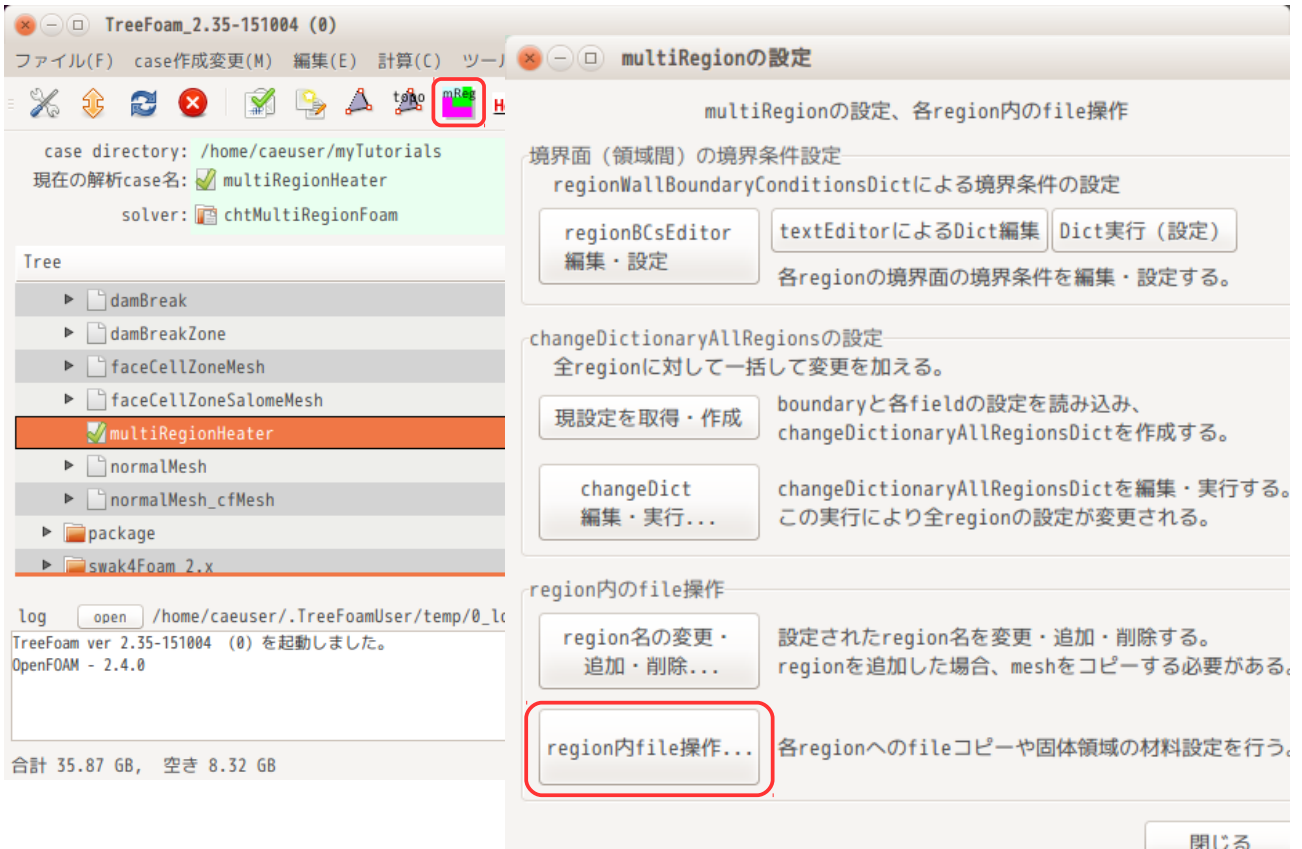 TreeFoam_2.35-151004 (0)
ファイル(F) case作成変更(M) 編集(E) 計算(C) ツール
topo
mReg
case directory: /home/caeuser/myTutorials
現在の解析case名: multiRegionHeater
solver: chtMultiRegionFoam
Tree
damBreak
damBreakZone
faceCellZoneMesh
faceCellZoneSalomeMesh
multiRegionHeater
normalMesh
normalMesh_cfMesh
package
swak4Foam_2.x
log open /home/caeuser/.TreeFoamUser/temp/0_lo
TreeFoam ver 2.35-151004 (0) を起動しました。
OpenFOAM - 2.4.0
合計 35.87 GB, 空き 8.32 GB
multiRegionの設定
multiRegionの設定、各region内のfile操作
境界面（領域間）の境界条件設定
regionWallBoundaryConditionsDictによる境界条件の設定
regionBCsEditor
編集・設定
textEditorによるDict編集 Dict実行（設定）
各regionの境界面の境界条件を編集・設定する。
changeDictionaryAllRegionsの設定
全regionに対して一括して変更を加える。
現設定を取得・作成
boundaryと各fieldの設定を読み込み、
changeDictionaryAllRegionsDictを作成する。
changeDict
編集・実行...
changeDictionaryAllRegionsDictを編集・実行する。
この実行により全regionの設定が変更される。
region内のfile操作
region名の変更・
追加・削除...
設定されたregion名を変更・追加・削除する。
regionを追加した場合、meshをコピーする必要がある。
region内file操作...
各regionへのfileコピーや固体領域の材料設定を行う。
閉じる